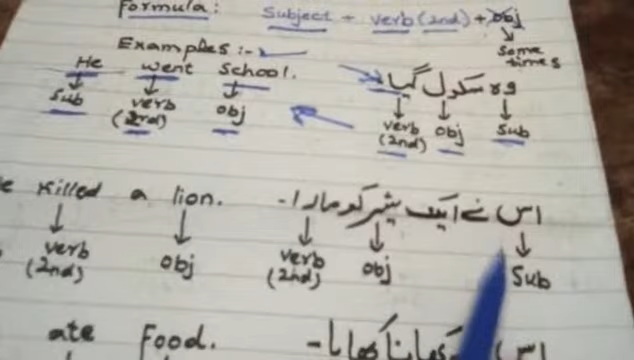 Formula: Subject + verb (2nd) + obj
Some times
Examples :-
He went School. وہ سکول گیا
Sub verb (2nd) obj verb (2nd) obj Sub
killed a lion. اس نے ایک شیر کو مارا۔
verb (2nd) obj verb (2nd) obj Sub
ate Food. کھانا کھایا۔